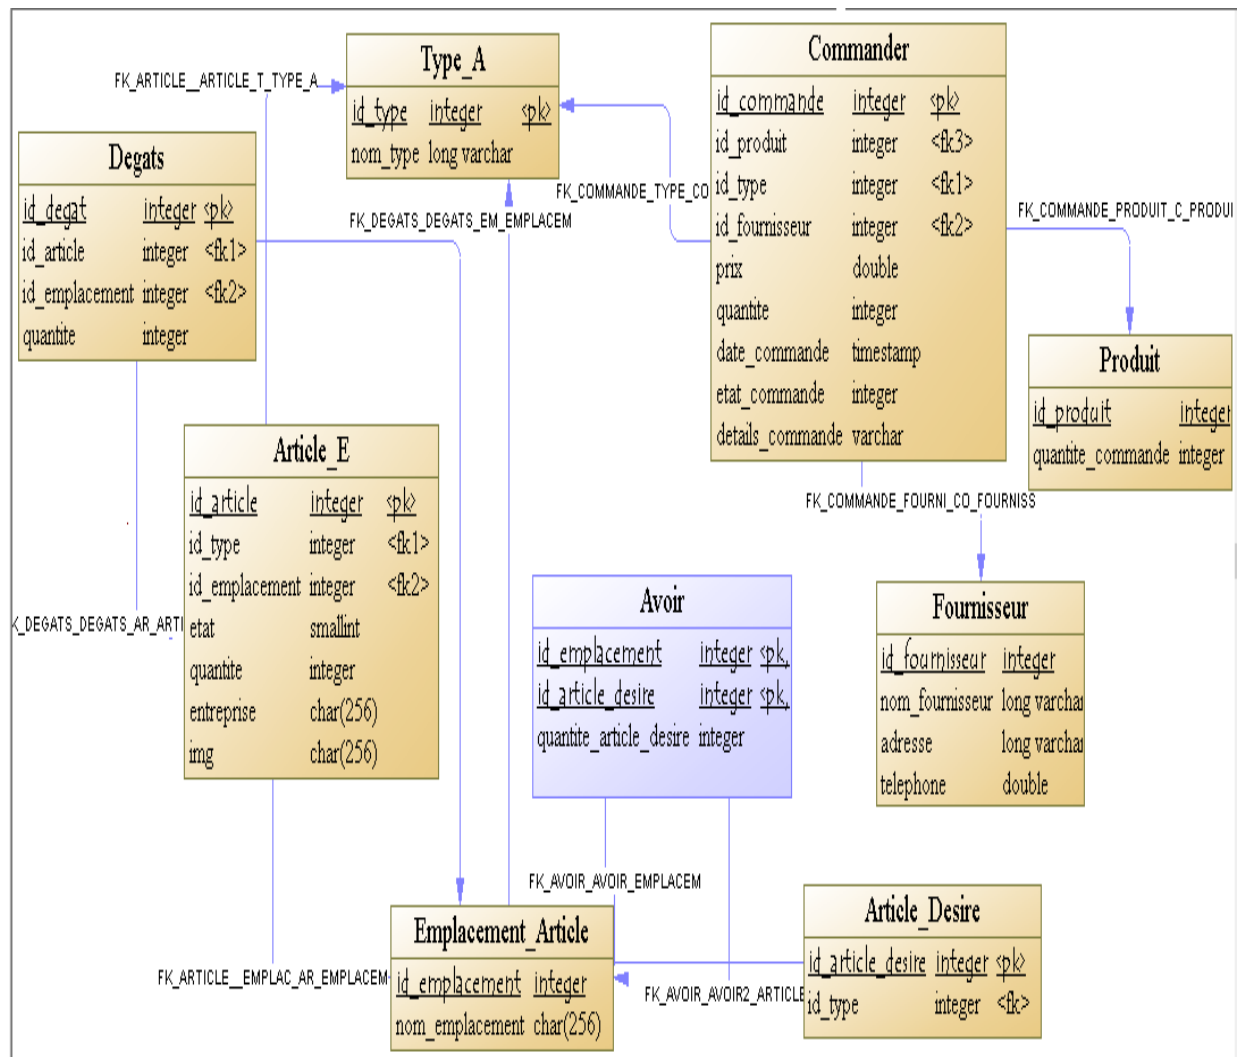 Type_A
id_type integer <pk>
nom_type long varchar
Commander
id_commande integer <pk>
id_produit integer <fk3>
id_type integer <fk1>
id_fournisseur integer <fk2>
prix double
quantite integer
date_commande timestamp
etat_commande integer
details_commande varchar
FK_ARTICLE__ARTICLE_T_TYPE_A
Degats
id_degat integer <pk>
id_article integer <fk1>
id_emplacement integer <fk2>
quantite integer
FK_COMMANDE_TYPE_CO
FK_DEGATS_DEGATS_EM_EMPLACEM
FK_COMMANDE_PRODUIT_C_PRODUI
Produit
id_produit integer
quantite_commande integer
Article_E
id_article integer <pk>
id_type integer <fk1>
id_emplacement integer <fk2>
etat smallint
quantite integer
entreprise char(256)
img char(256)
FK_COMMANDE_FOURNI_CO_FOURNISS
K_DEGATS_DEGATS_AR_ARTI
Avoir
id_emplacement integer <pk,
id_article_desire integer <pk,
quantite_article_desire integer
Fournisseur
id_fournisseur integer
nom_fournisseur long varchar
adresse long varchar
telephone double
FK_AVOIR_AVOIR_EMPLACEM
Emplacement_Article
id_emplacement integer
nom_emplacement char(256)
Article_Desire
id_article_desire integer <pk>
id_type integer <fk>
FK_ARTICLE__EMPLAC_AR_EMPLACEM
FK_AVOIR_AVOIR2_ARTICLE